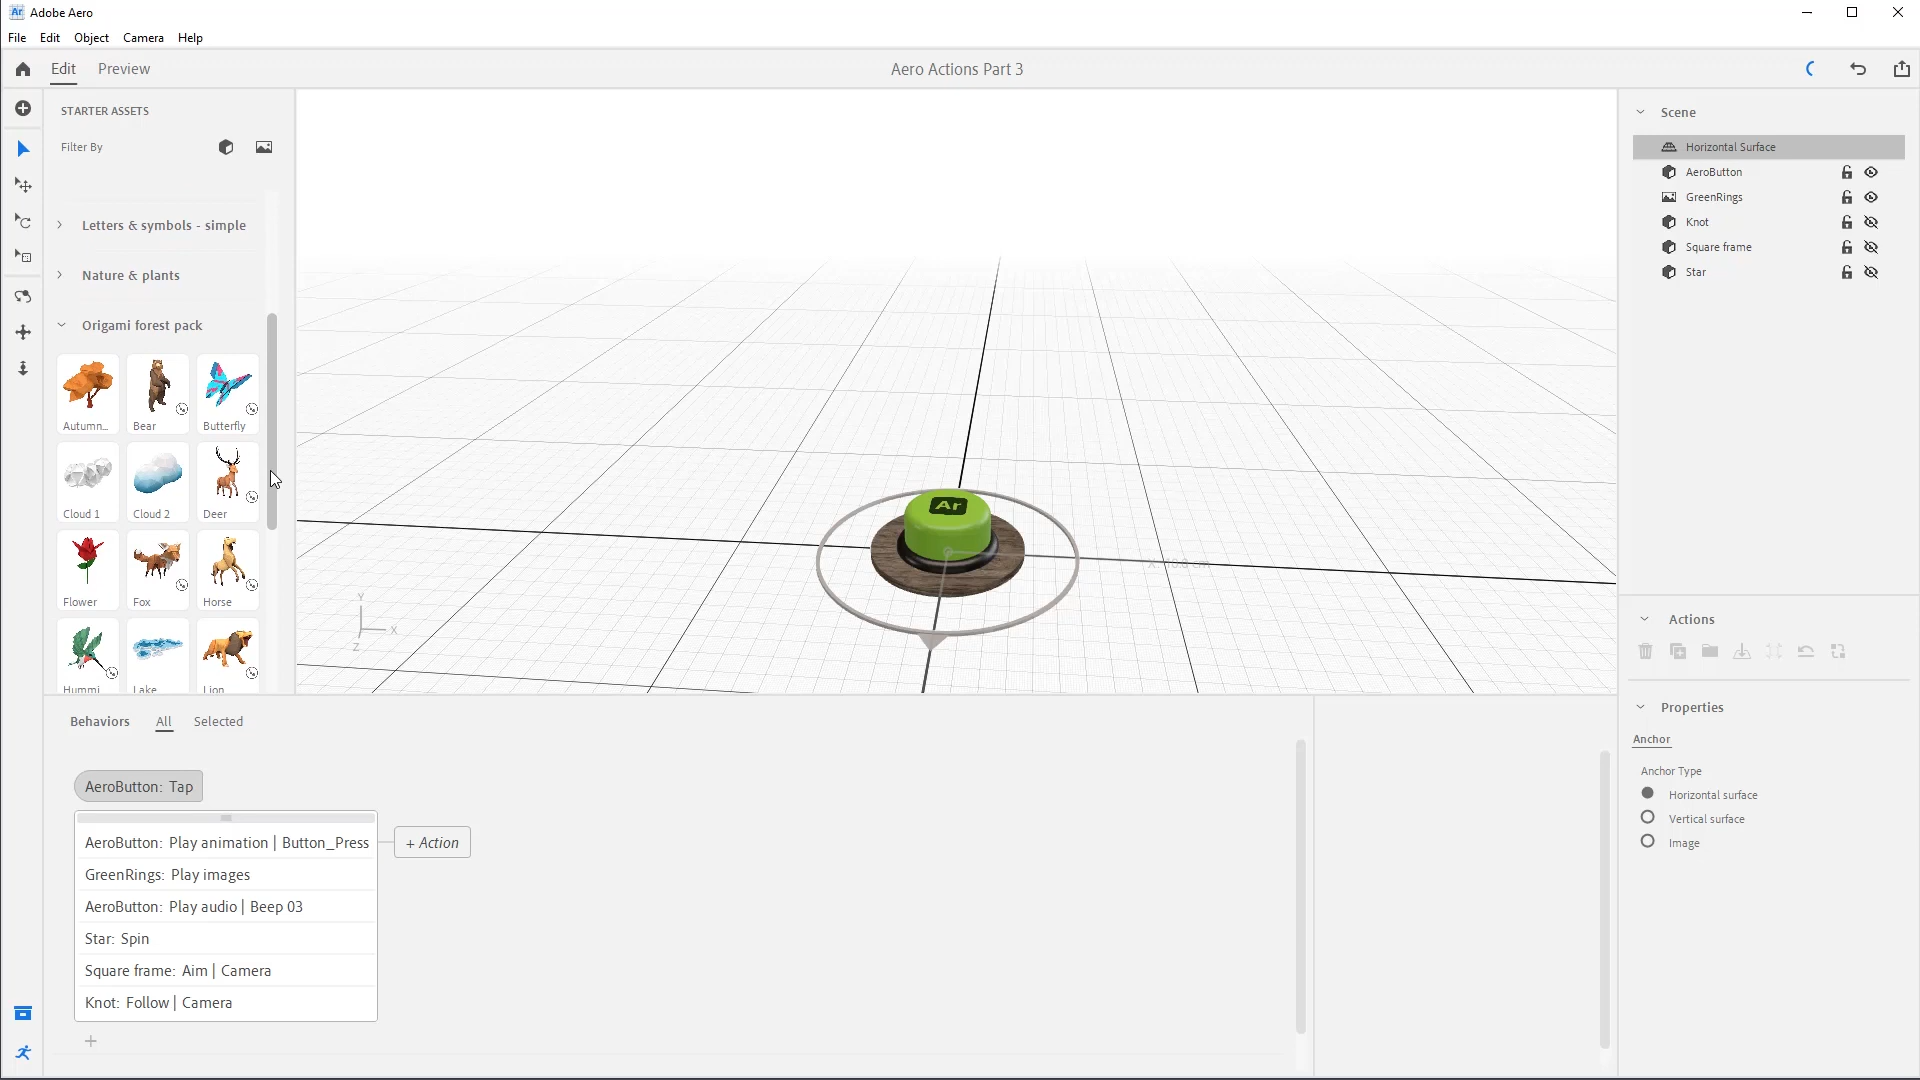 Ar Adobe Aero
File Edit Object Camera Help
Edit Preview
Aero Actions Part 3
STARTER ASSETS
Filter By
Letters & symbols - simple
Nature & plants
Origami forest pack
Autumn... Bear Butterfly
Cloud 1 Cloud 2 Deer
Flower Fox Horse
Hummi Lake Lion
Ar
Y
X
Z
Behaviors All Selected
AeroButton: Tap
AeroButton: Play animation | Button_Press
+ Action
GreenRings: Play images
AeroButton: Play audio | Beep 03
Star: Spin
Square frame: Aim | Camera
Knot: Follow | Camera
+
Scene
Horizontal Surface
AeroButton
GreenRings
Knot
Square frame
Star
Actions
Properties
Anchor
Anchor Type
Horizontal surface
Vertical surface
Image